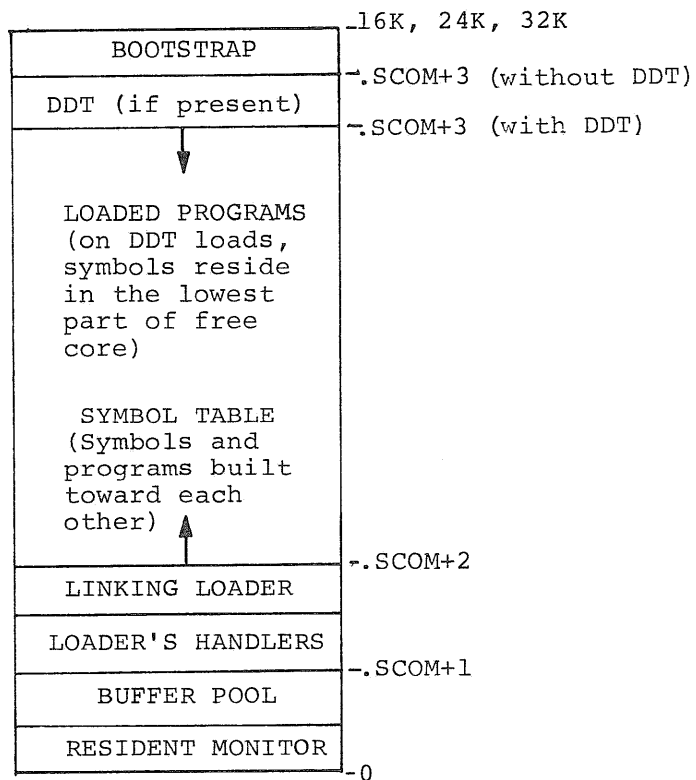 16K, 24K, 32K
BOOTSTRAP
.SCOM+3 (without DDT)
DDT (if present)
.SCOM+3 (with DDT)
LOADED PROGRAMS
(on DDT loads,
symbols reside
in the lowest
part of free
core)
SYMBOL TABLE
(Symbols and
programs built
toward each
other)
.SCOM+2
LINKING LOADER
LOADER'S HANDLERS
.SCOM+1
BUFFER POOL
RESIDENT MONITOR
0